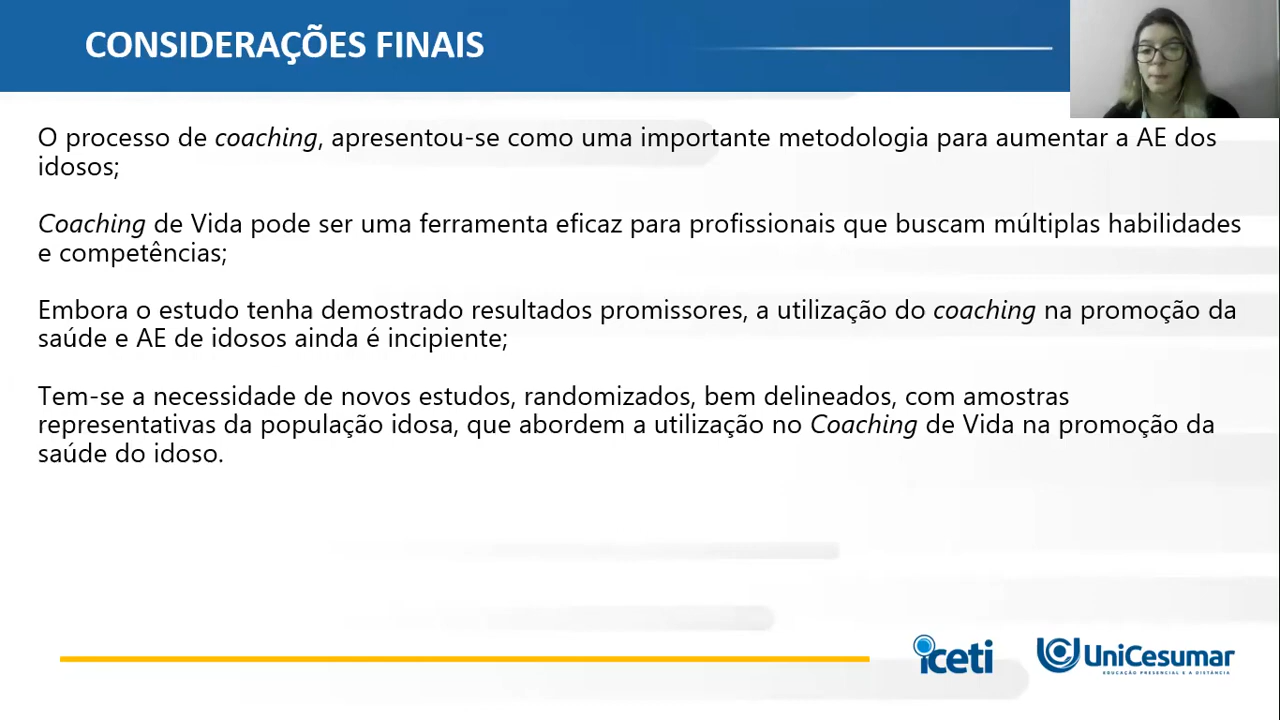 CONSIDERAÇÕES FINAIS
O processo de coaching, apresentou-se como uma importante metodologia para aumentar a AE dos
idosos;
Coaching de Vida pode ser uma ferramenta eficaz para profissionais que buscam múltiplas habilidades
e competências;
Embora o estudo tenha demostrado resultados promissores, a utilização do coaching na promoção da
saúde e AE de idosos ainda é incipiente;
Tem-se a necessidade de novos estudos, randomizados, bem delineados, com amostras
representativas da população idosa, que abordem a utilização no Coaching de Vida na promoção da
saúde do idoso.
iceti
UniCesumar
EDUCAÇÃO PRESENCIAL E A DISTÂNCIA